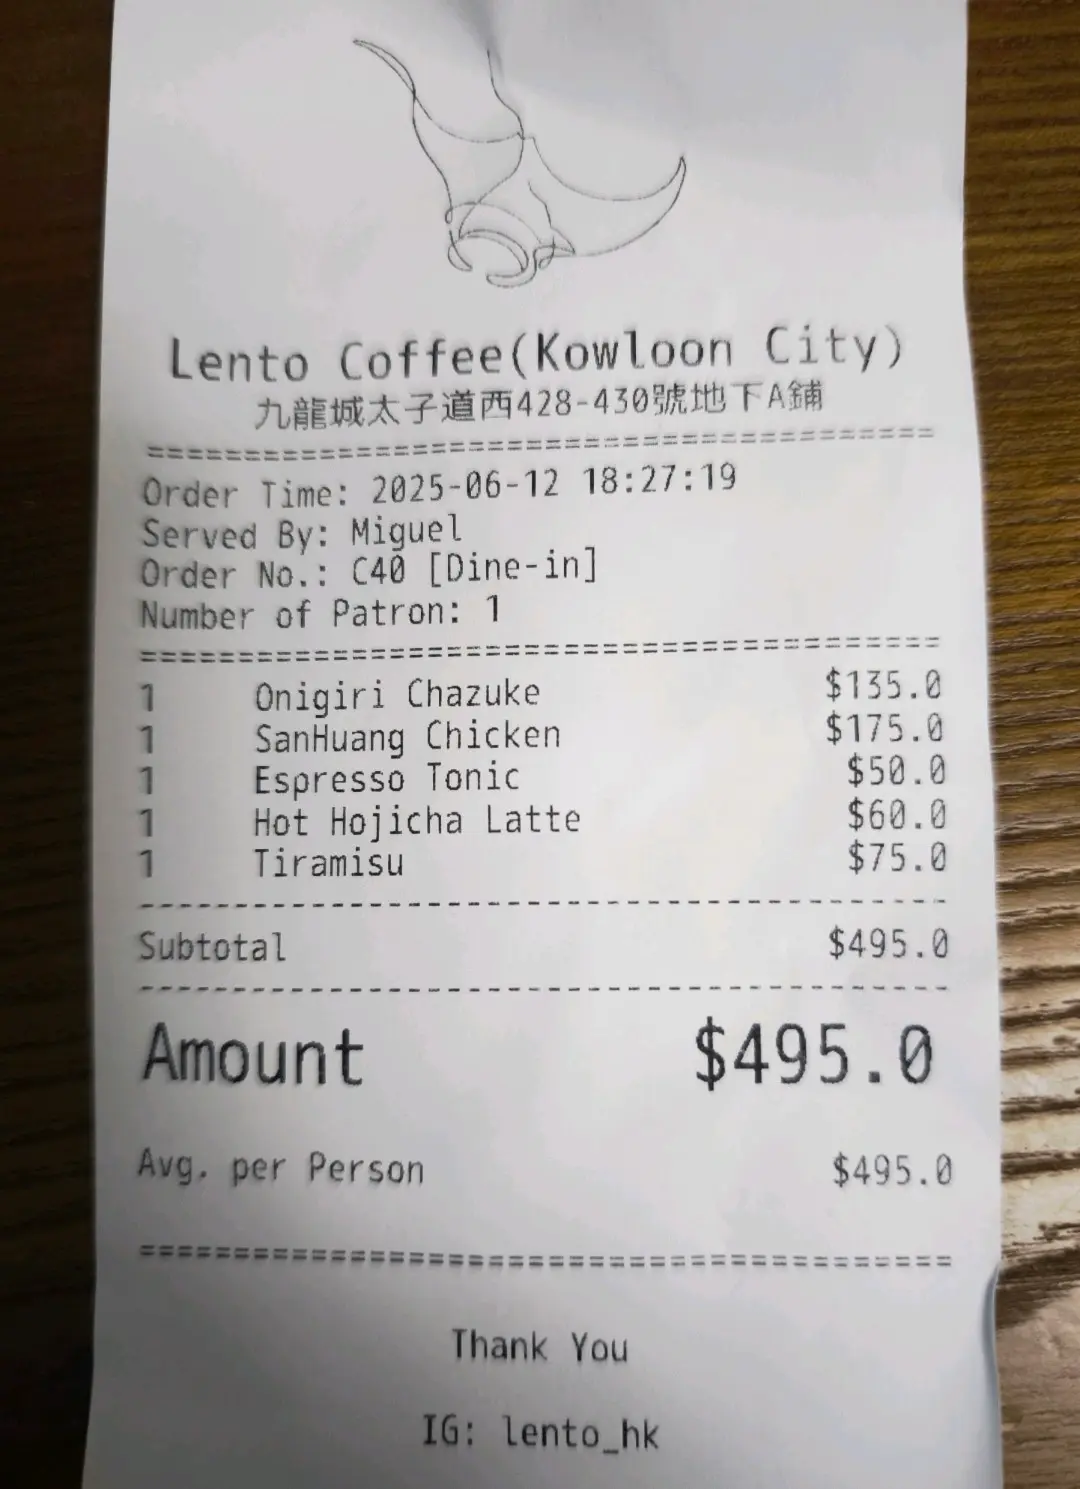 Lento Coffee(Kowloon City)
九龍城太子道西428-430號地下A鋪
========================================
Order Time: 2025-06-12 18:27:19
Served By: Miguel
Order No.: C40 [Dine-in]
Number of Patron: 1
========================================
1 Onigiri Chazuke $135.0
1 SanHuang Chicken $175.0
1 Espresso Tonic $50.0
1 Hot Hojicha Latte $60.0
1 Tiramisu $75.0
----------------------------------------
Subtotal $495.0
----------------------------------------
Amount $495.0
Avg. per Person $495.0
========================================
Thank You
IG: lento_hk